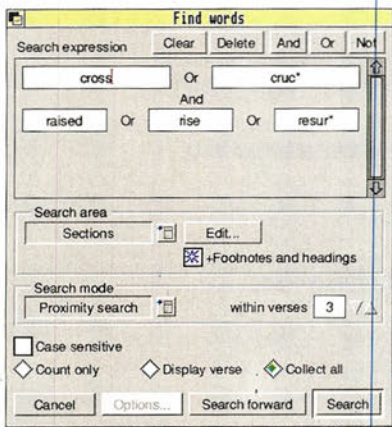 Find words
Search expression Clear Delete And Or Not
cross Or cruc*
And
raised Or rise Or resur*
Search area
Sections Edit...
+Footnotes and headings
Search mode
Proximity search within verses 3
Case sensitive
Count only Display verse Collect all
Cancel Options... Search forward Search